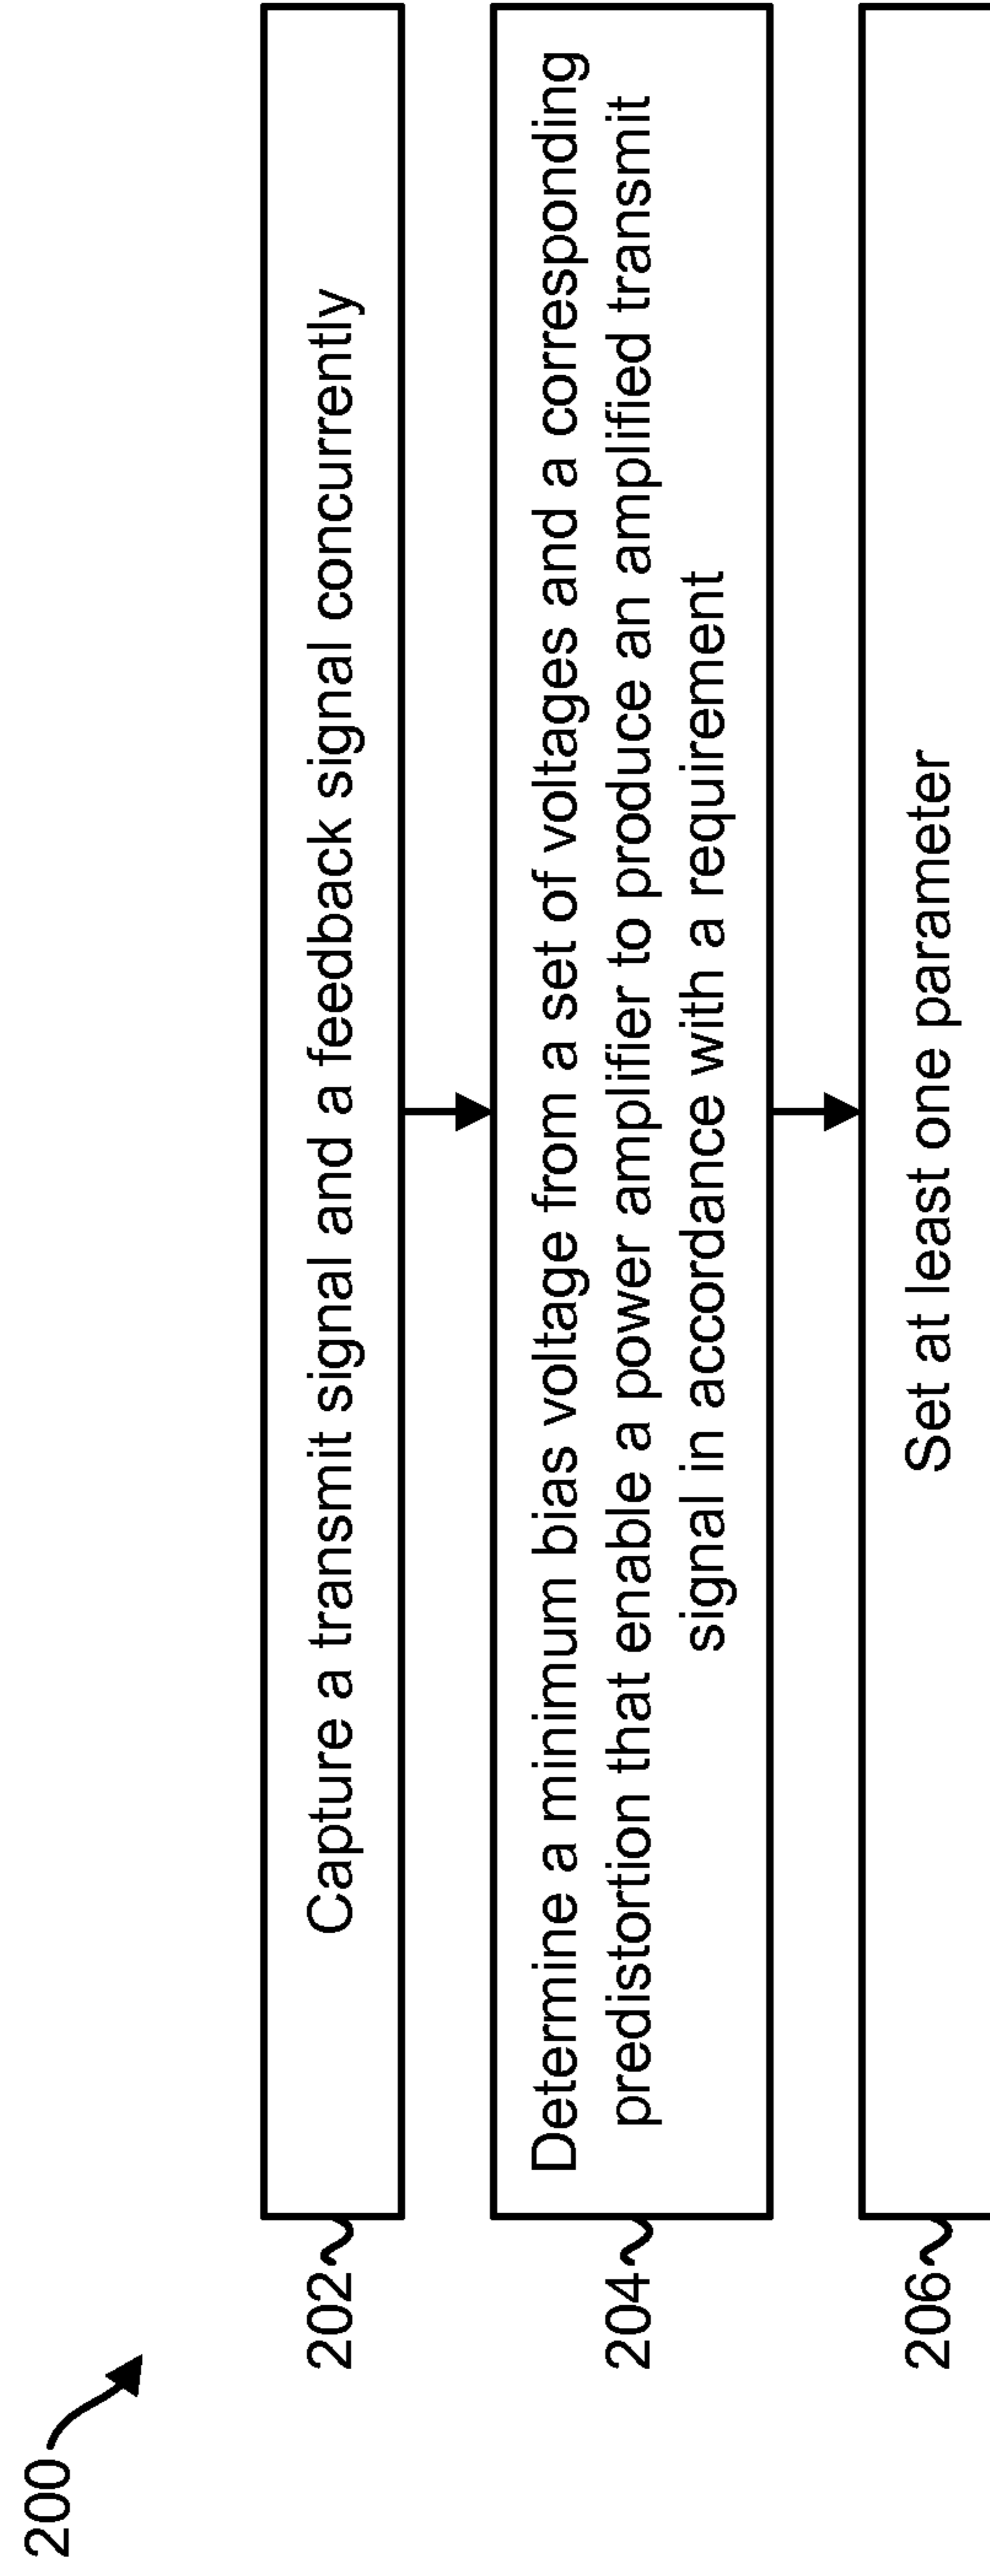 200
202
Capture a transmit signal and a feedback signal concurrently
204
Determine a minimum bias voltage from a set of voltages and a corresponding
predistortion that enable a power amplifier to produce an amplified transmit
signal in accordance with a requirement
206
Set at least one parameter